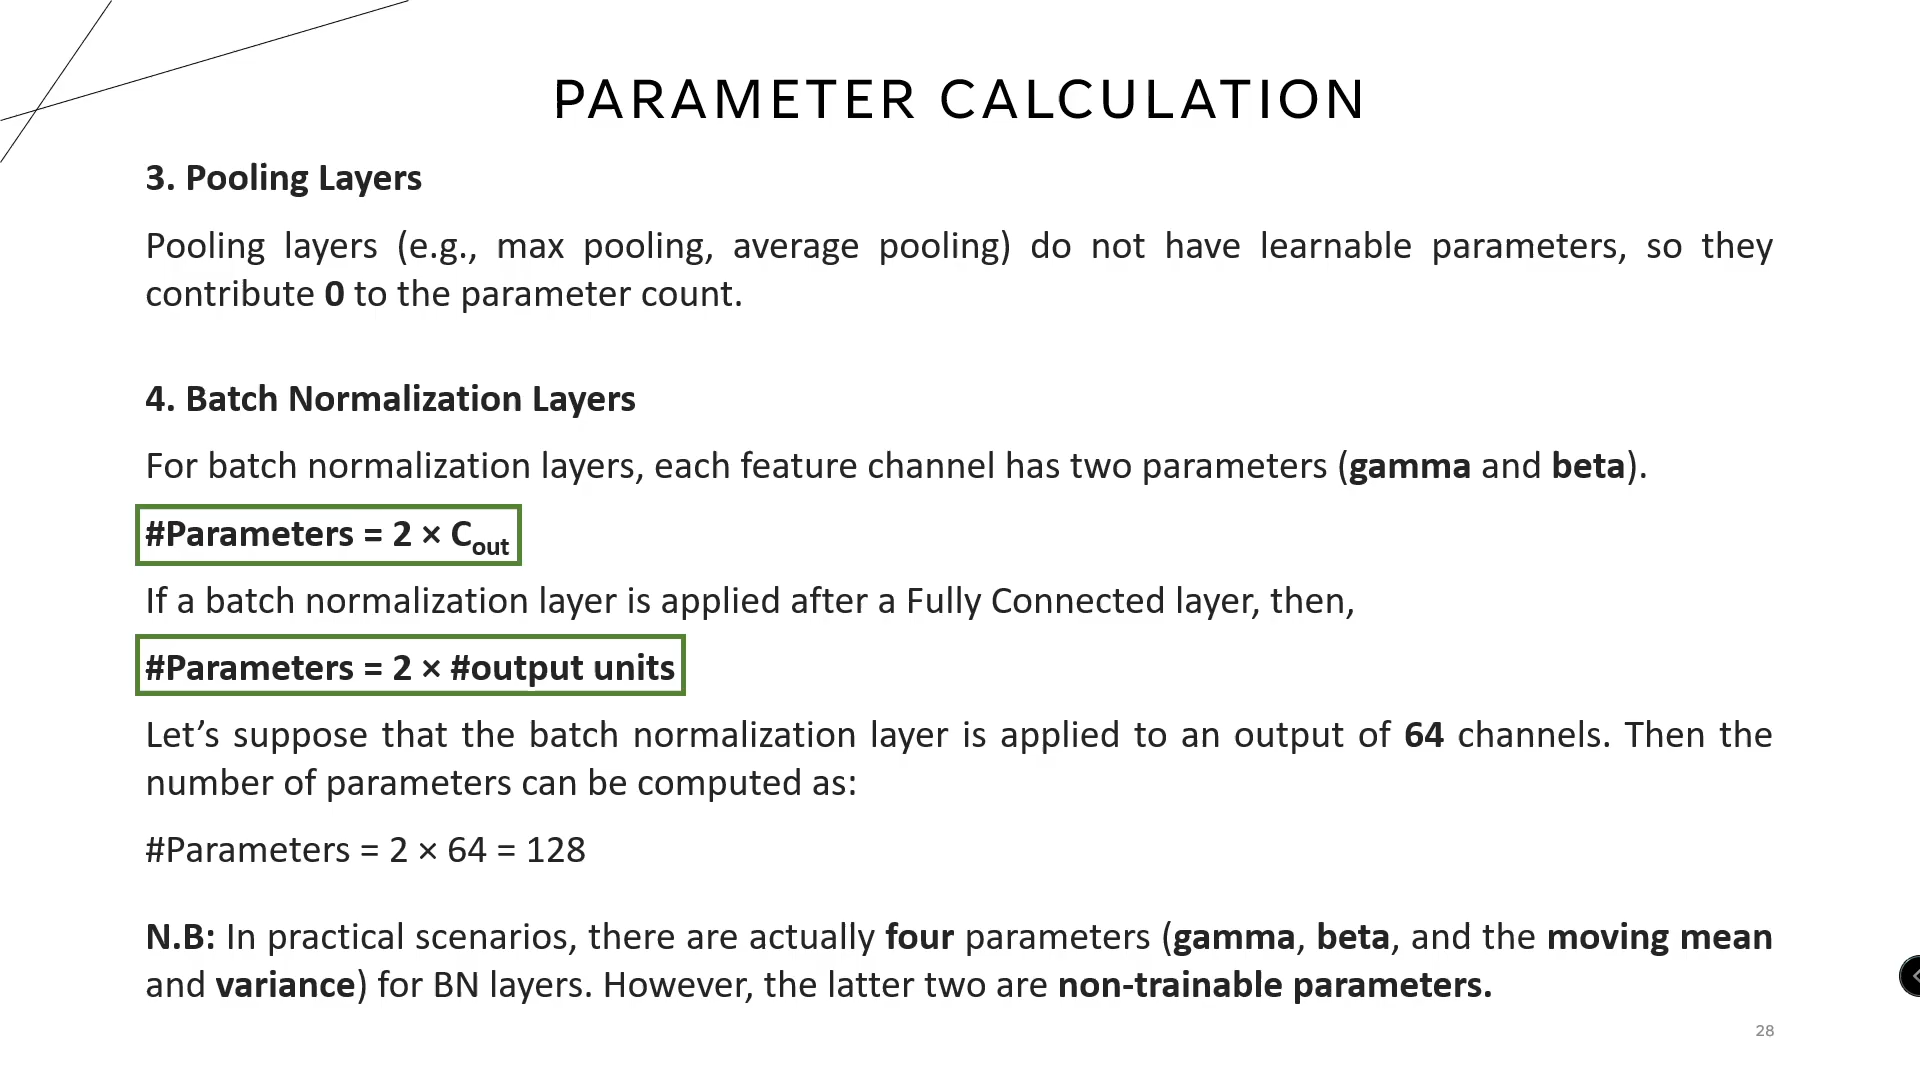 PARAMETER CALCULATION
3. Pooling Layers
Pooling layers (e.g., max pooling, average pooling) do not have learnable parameters, so they
contribute 0 to the parameter count.
4. Batch Normalization Layers
For batch normalization layers, each feature channel has two parameters (gamma and beta).
#Parameters = 2 × Cout
If a batch normalization layer is applied after a Fully Connected layer, then,
#Parameters = 2 × #output units
Let’s suppose that the batch normalization layer is applied to an output of 64 channels. Then the
number of parameters can be computed as:
#Parameters = 2 × 64 = 128
N.B: In practical scenarios, there are actually four parameters (gamma, beta, and the moving mean
and variance) for BN layers. However, the latter two are non-trainable parameters.
28